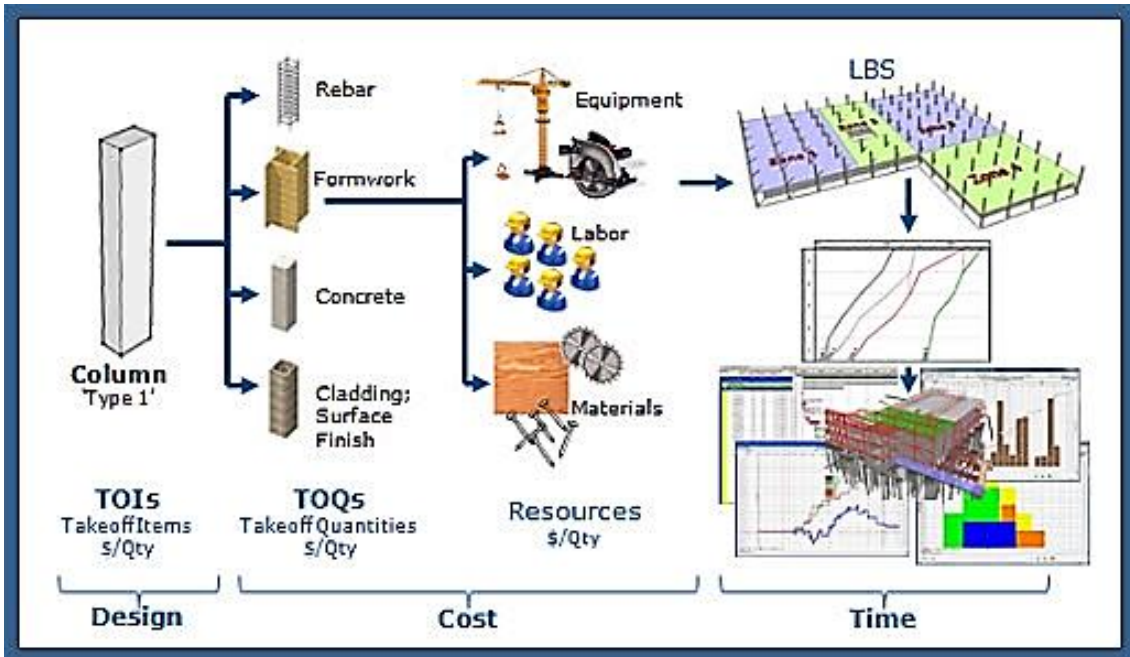 Rebar
Formwork
Concrete
Cladding;
Surface
Finish
Column
'Type 1'
Equipment
Labor
Materials
LBS
Zone A
TOIs
TakeoffItems
$/Qty
TOQs
TakeoffQuantities
$/Qty
Resources
$/Qty
Design
Cost
Time